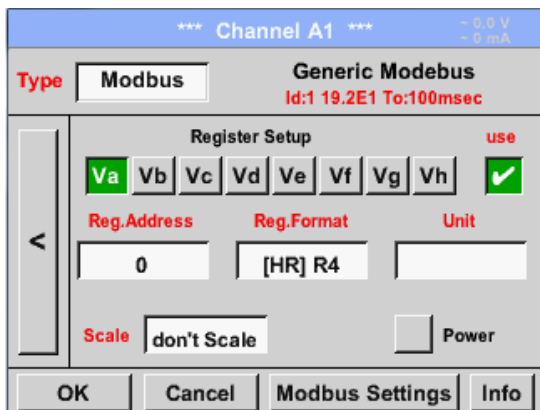 *** Channel A1 ***
~ 0.0 V
~ 0 mA
Type
Modbus
Generic Modebus
Id:1 19.2E1 To:100msec
Register Setup
use
Va Vb Vc Vd Ve Vf Vg Vh
<
Reg.Address
Reg.Format
Unit
0
[HR] R4
Scale
don't Scale
Power
OK
Cancel
Modbus Settings
Info